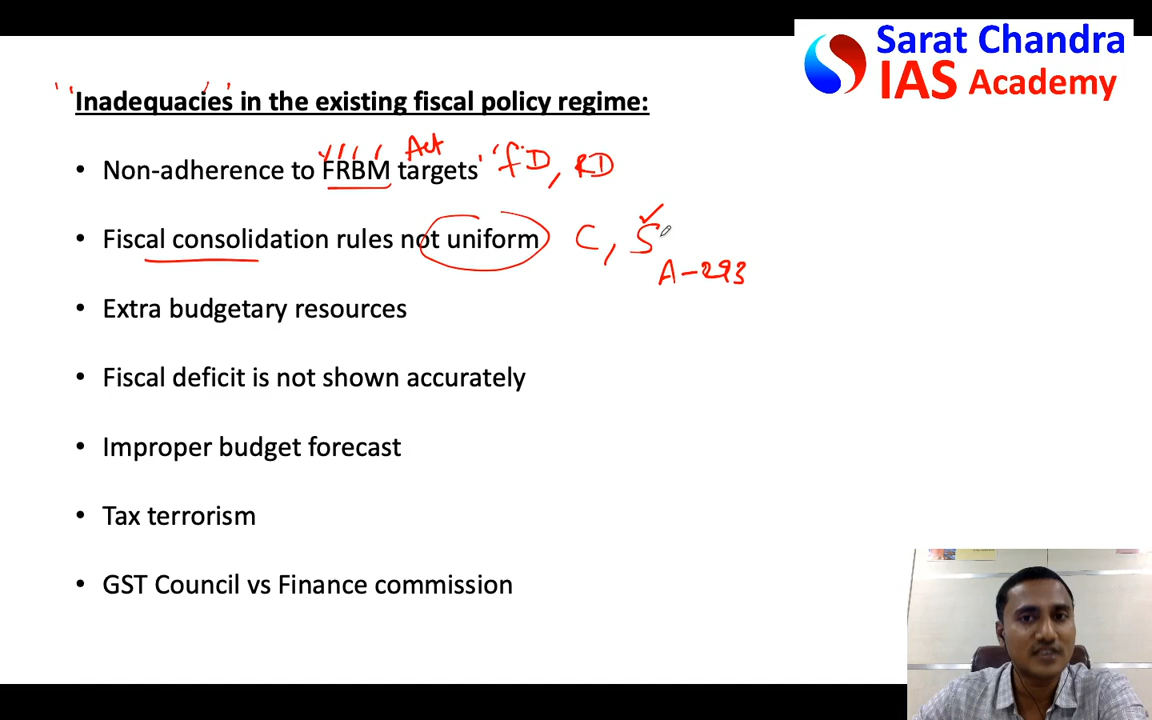 Sarat Chandra
IAS Academy
Inadequacies in the existing fiscal policy regime:
• Non-adherence to FRBM targets Act FD, RD
• Fiscal consolidation rules not uniform C, S
A-293
• Extra budgetary resources
• Fiscal deficit is not shown accurately
• Improper budget forecast
• Tax terrorism
• GST Council vs Finance commission